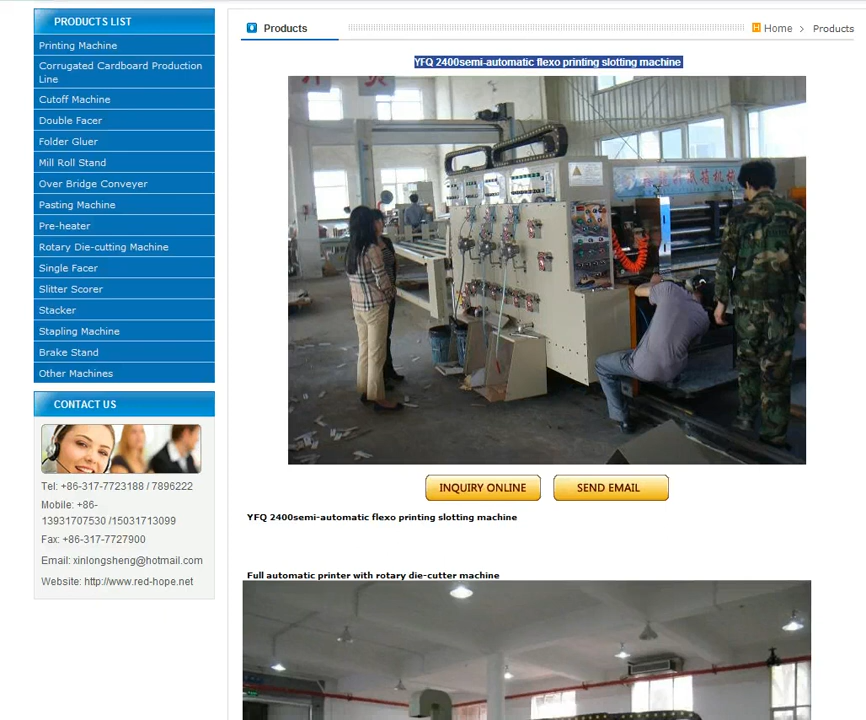 PRODUCTS LIST
Printing Machine
Corrugated Cardboard Production
Line
Cutoff Machine
Double Facer
Folder Gluer
Mill Roll Stand
Over Bridge Conveyer
Pasting Machine
Pre-heater
Rotary Die-cutting Machine
Single Facer
Slitter Scorer
Stacker
Stapling Machine
Brake Stand
Other Machines
CONTACT US
Tel: +86-317-7723188 / 7896222
Mobile: +86-
13931707530 /15031713099
Fax: +86-317-7727900
Email: xinlongsheng@hotmail.com
Website: http://www.red-hope.net
Products
Home > Products
YFQ 2400semi-automatic flexo printing slotting machine
INQUIRY ONLINE
SEND EMAIL
YFQ 2400semi-automatic flexo printing slotting machine
Full automatic printer with rotary die-cutter machine